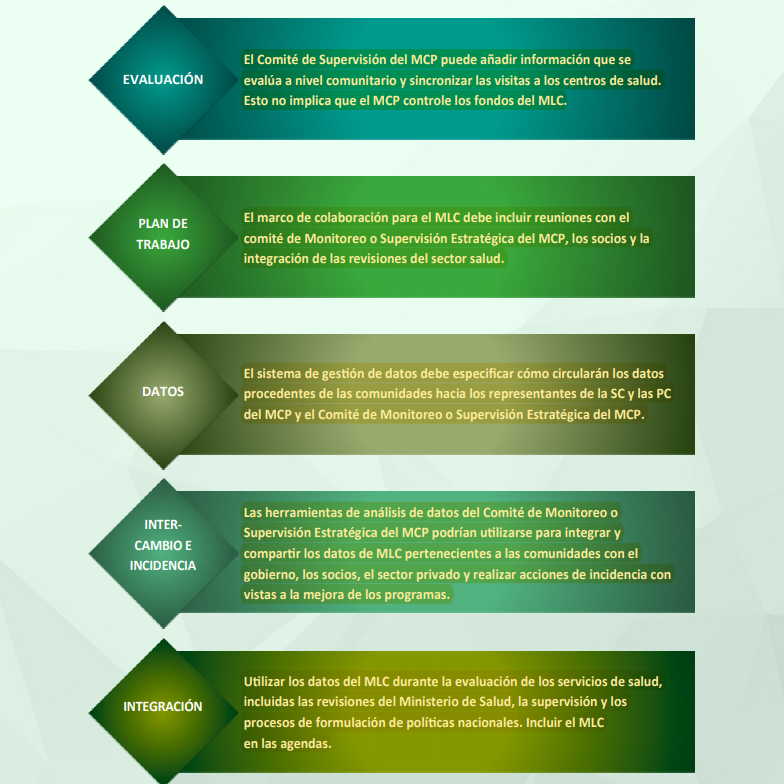 EVALUACIÓN
El Comité de Supervisión del MCP puede añadir información que se
evalúa a nivel comunitario y sincronizar las visitas a los centros de salud.
Esto no implica que el MCP controle los fondos del MLC.
PLAN DE
TRABAJO
El marco de colaboración para el MLC debe incluir reuniones con el
comité de Monitoreo o Supervisión Estratégica del MCP, los socios y la
integración de las revisiones del sector salud.
DATOS
El sistema de gestión de datos debe especificar cómo circularán los datos
procedentes de las comunidades hacia los representantes de la SC y las PC
del MCP y el Comité de Monitoreo o Supervisión Estratégica del MCP.
INTER-
CAMBIO E
INCIDENCIA
Las herramientas de análisis de datos del Comité de Monitoreo o
Supervisión Estratégica del MCP podrían utilizarse para integrar y
compartir los datos de MLC pertenecientes a las comunidades con el
gobierno, los socios, el sector privado y realizar acciones de incidencia con
vistas a la mejora de los programas.
INTEGRACIÓN
Utilizar los datos del MLC durante la evaluación de los servicios de salud,
incluidas las revisiones del Ministerio de Salud, la supervisión y los
procesos de formulación de políticas nacionales. Incluir el MLC
en las agendas.